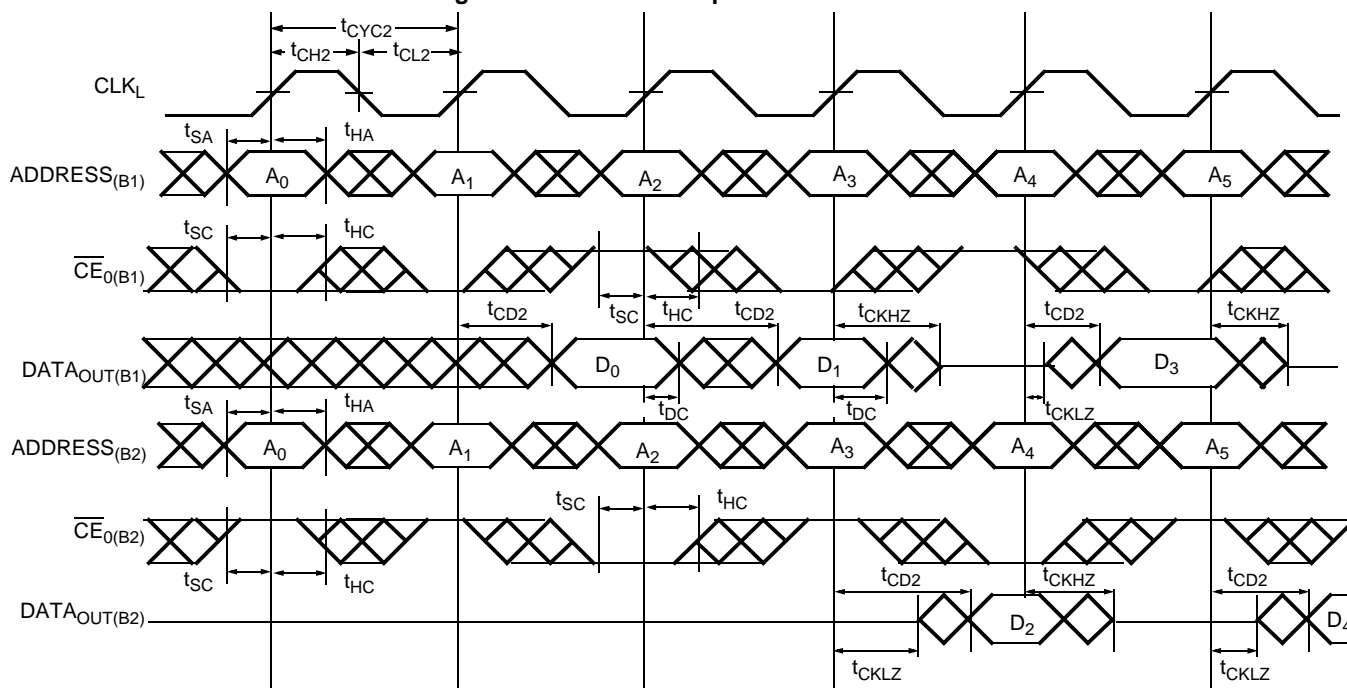 tCYC2
tCH2 tCL2
CLKL
tSA tHA
ADDRESS(B1) A0 A1 A2 A3 A4 A5
tSC tHC
CE0(B1)
tCD2 tSC tHC tCD2 tCKHZ tCD2 tCKHZ
DATAOUT(B1) D0 D1 D3
tSA tHA tDC tDC tCKLZ
ADDRESS(B2) A0 A1 A2 A3 A4 A5
tSC tHC
CE0(B2)
tSC tHC tCD2 tCKHZ tCD2
DATAOUT(B2) D2 D4
tCKLZ tCKLZ